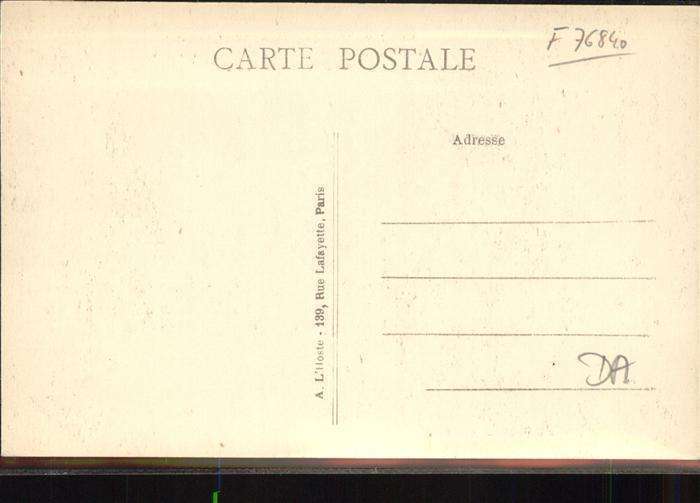 F 76840
CARTE POSTALE
Adresse
A. L'Hoste - 139, Rue Lafayette, Paris
DA